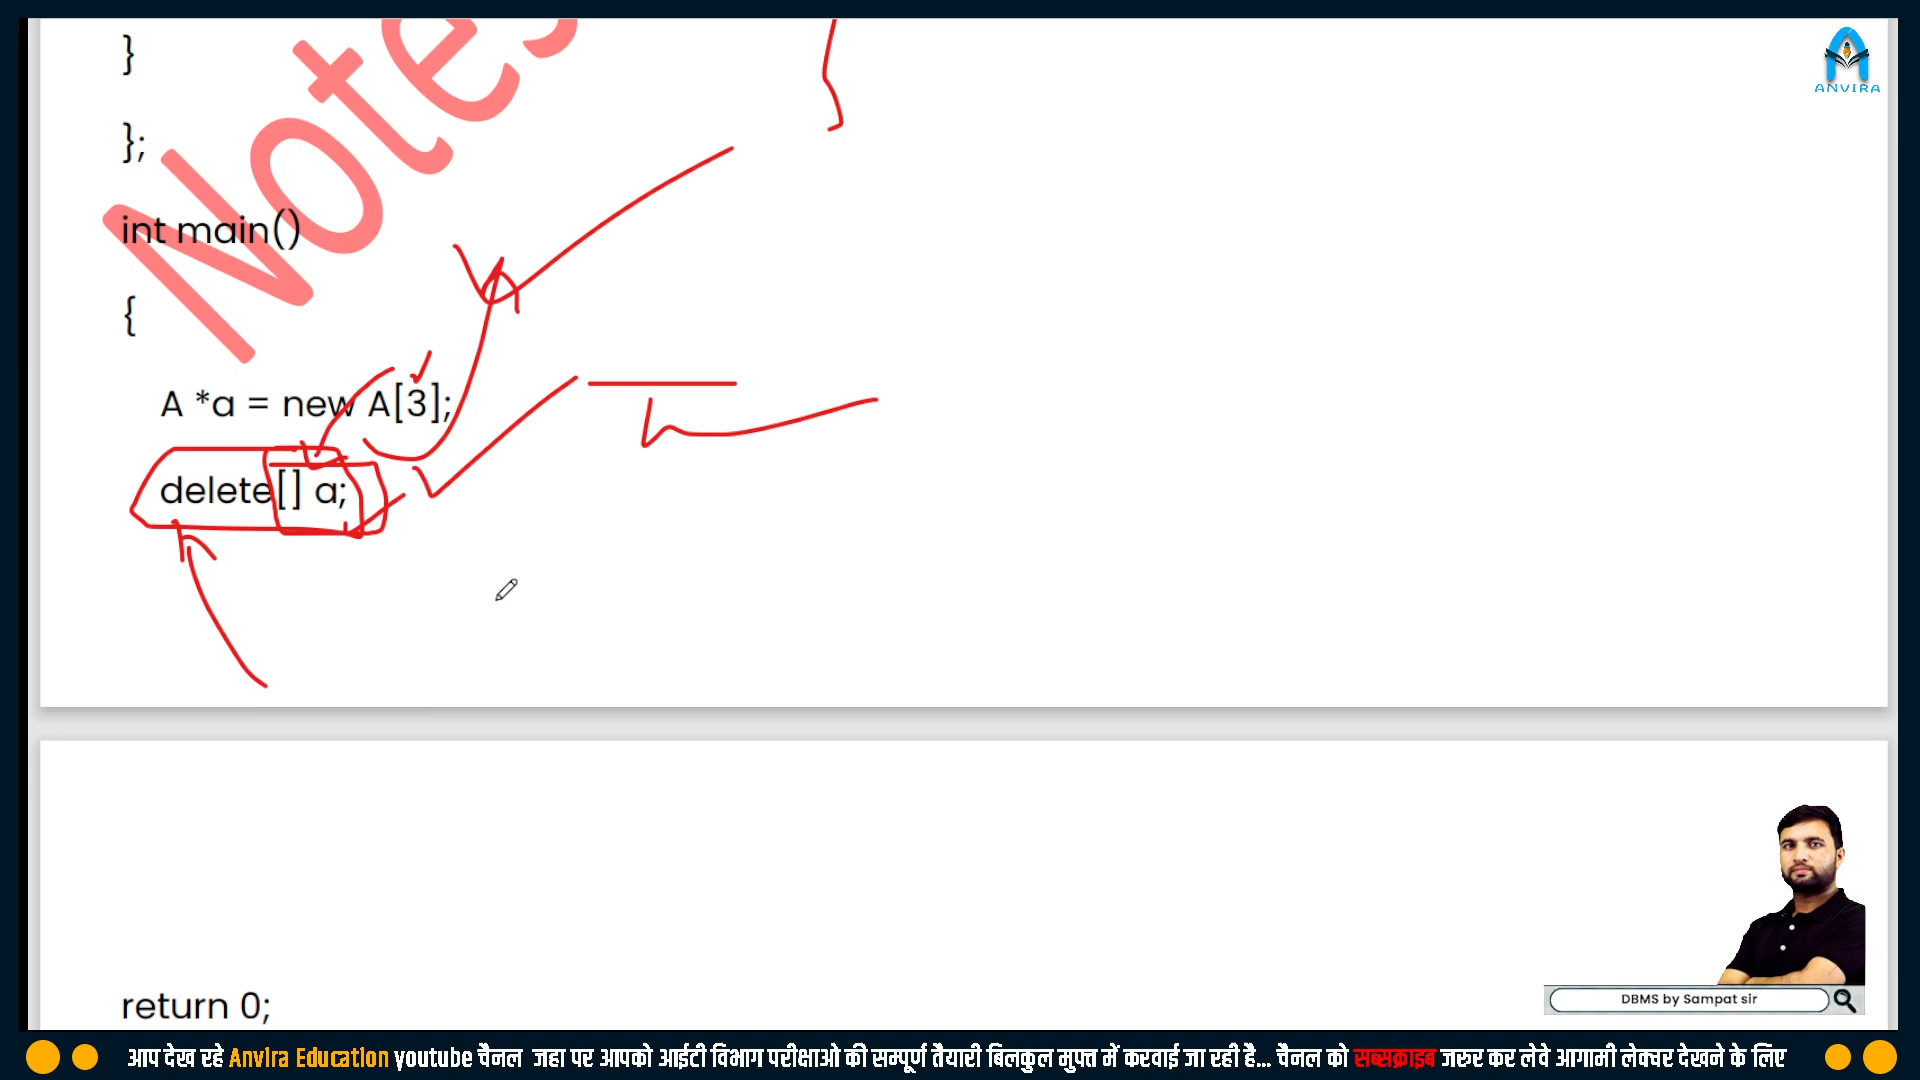 }
ANVIRA
};
Notes
int main()
{
A *a = new A[3];
delete[] a;
DBMS by Sampat sir
return 0;
आप देख रहे Anvira Education youtube चैनल जहा पर आपको आईटी विभाग परीक्षाओ की सम्पूर्ण तैयारी बिलकुल मुफ्त में करवाई जा रही है... चैनल को सब्सक्राइब जरुर कर लेवे आगामी लेक्चर देखने के लिए